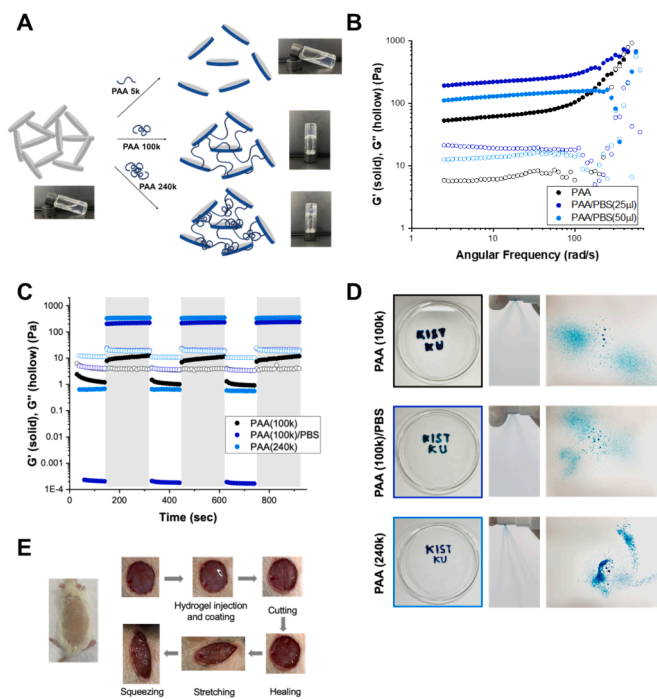 A
PAA 5k
PAA 100k
PAA 240k
B
G' (solid), G'' (hollow) (Pa)
1000
100
10
1
1
10
100
Angular Frequency (rad/s)
PAA
PAA/PBS(25μl)
PAA/PBS(50μl)
C
G' (solid), G'' (hollow) (Pa)
1000
100
10
1
0.1
0.01
0.001
1E-4
0
200
400
600
800
Time (sec)
PAA(100k)
PAA(100k)/PBS
PAA(240k)
D
PAA (100k)
KIST
KU
PAA (100k)/PBS
KIST
KU
PAA (240k)
KIST
KU
E
Hydrogel injection
and coating
Cutting
Squeezing
Stretching
Healing